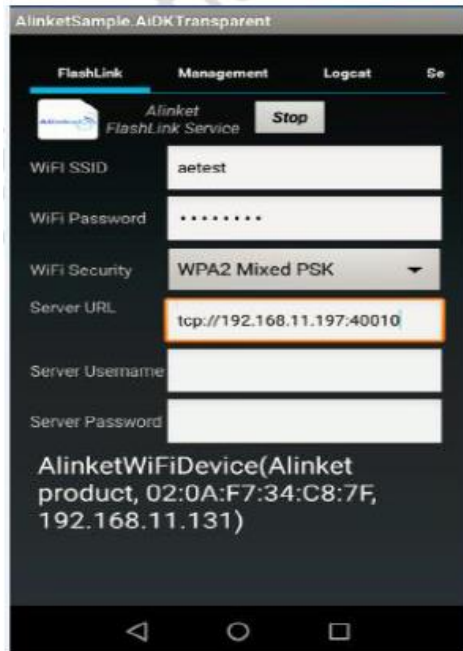 AlinketSample.AiDKTransparent
FlashLink Management Logcat Se
Alinket
FlashLink Service Stop
WiFi SSID aetest
WiFi Password ········
WiFi Security WPA2 Mixed PSK
Server URL tcp://192.168.11.197:40010
Server Username
Server Password
AlinketWiFiDevice(Alinket
product, 02:0A:F7:34:C8:7F,
192.168.11.131)